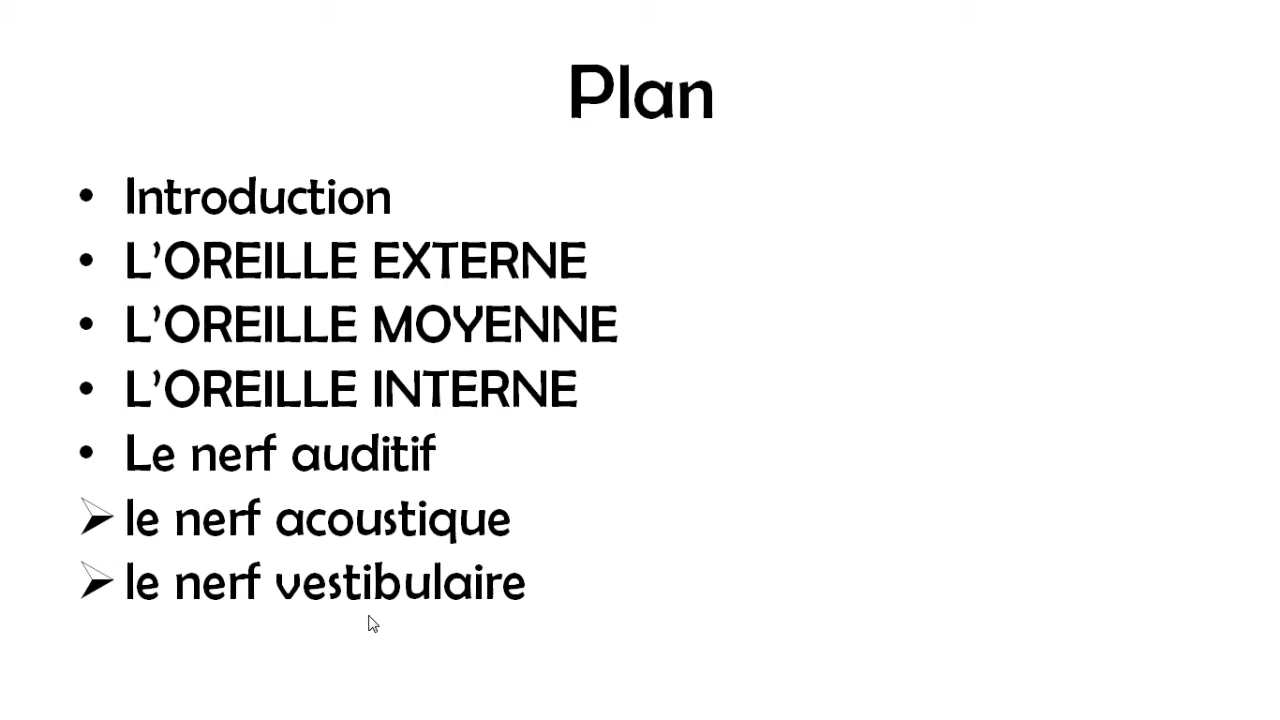 Plan
• Introduction
• L’OREILLE EXTERNE
• L’OREILLE MOYENNE
• L’OREILLE INTERNE
• Le nerf auditif
➢ le nerf acoustique
➢ le nerf vestibulaire